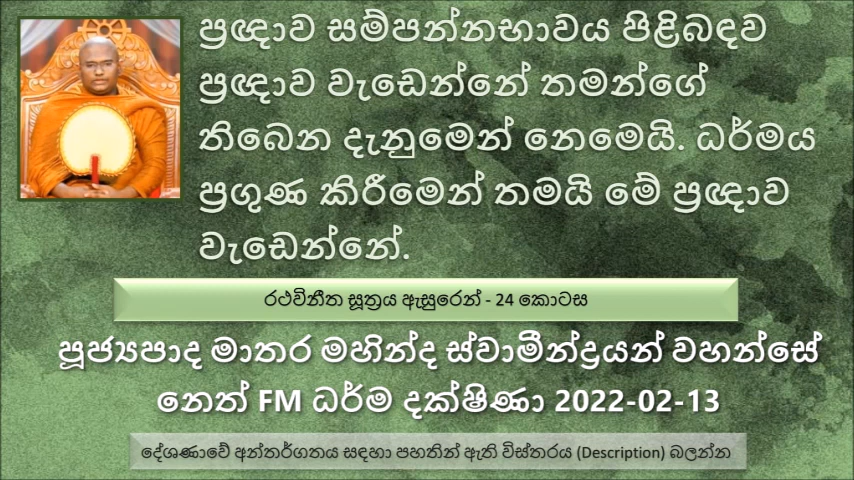 ප්‍රඥාව සම්පන්නභාවය පිළිබඳව
ප්‍රඥාව වැඩෙන්නේ තමන්ගේ
තිබෙන දැනුමෙන් නෙමෙයි. ධර්මය
ප්‍රගුණ කිරීමෙන් තමයි මේ ප්‍රඥාව
වැඩෙන්නේ.
රථවිනීත සූත්‍රය ඇසුරෙන් - 24 කොටස
පූජ්‍යපාද මාතර මහින්ද ස්වාමීන්ද්‍රයන් වහන්සේ
නෙත් FM ධර්ම දක්ෂිණා 2022-02-13
දේශණාවේ අන්තර්ගතය සඳහා පහතින් ඇති විස්තරය (Description) බලන්න